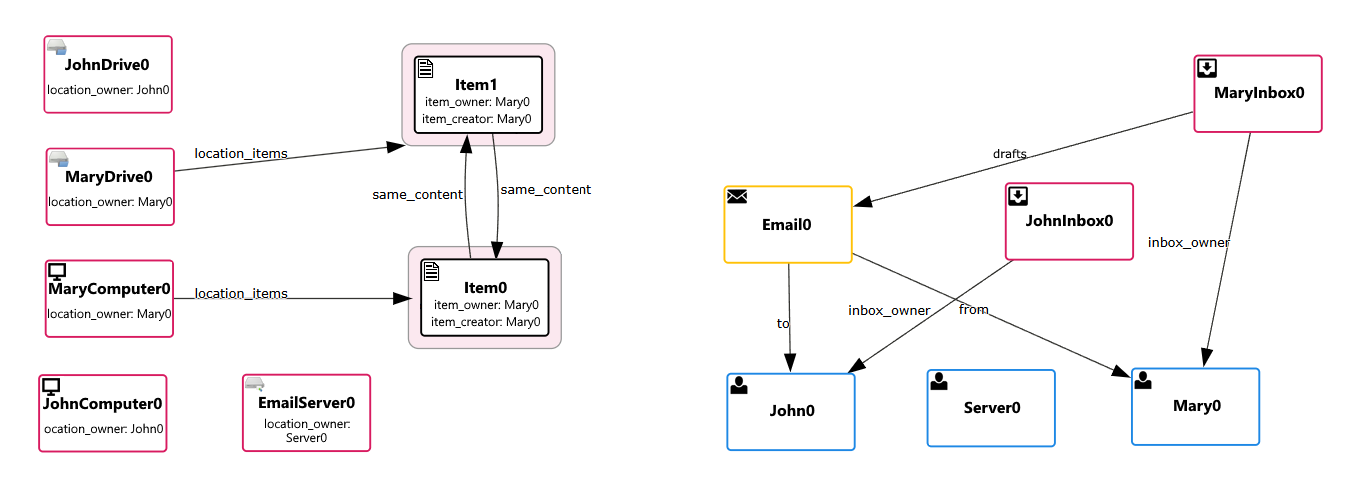 JohnDrive0
location_owner: John0
MaryDrive0
location_owner: Mary0
MaryComputer0
location_owner: Mary0
JohnComputer0
ocation_owner: John0
EmailServer0
location_owner:
Server0
location_items
location_items
Item1
item_owner: Mary0
item_creator: Mary0
same_content
same_content
Item0
item_owner: Mary0
item_creator: Mary0
MaryInbox0
drafts
Email0
JohnInbox0
inbox_owner
to
inbox_owner
from
John0
Server0
Mary0